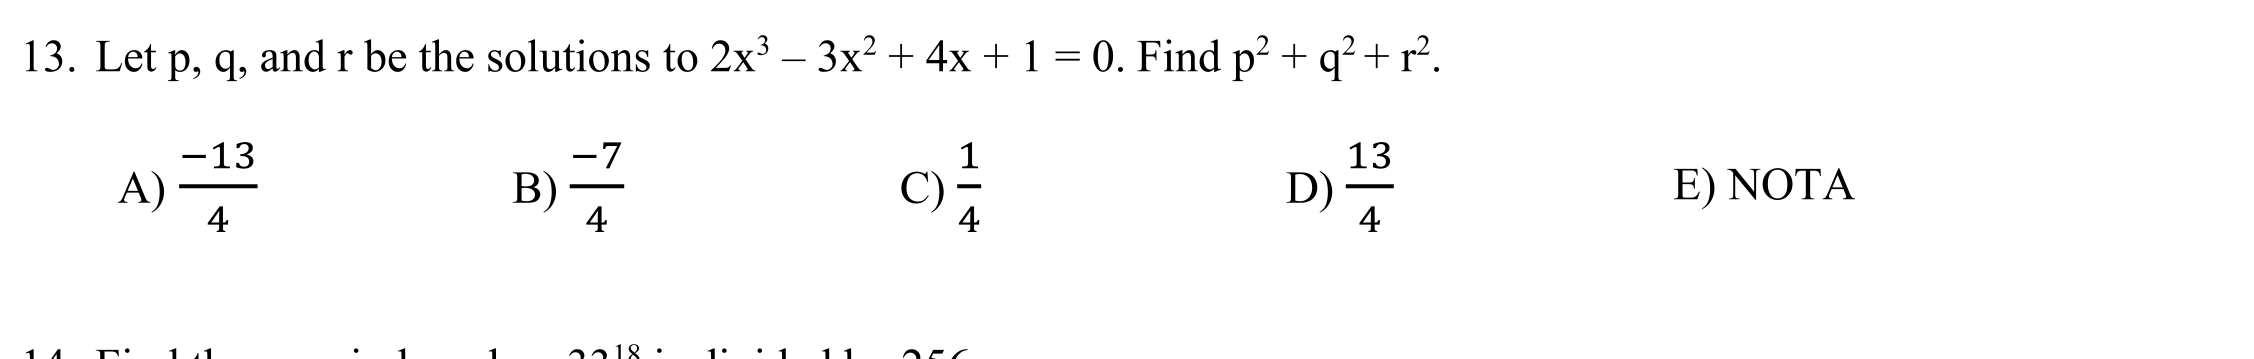 13. Let p, q, and r be the solutions to 2x³ – 3x² + 4x + 1 = 0. Find p² + q² + r².
A) −13/4 B) −7/4 C) 1/4 D) 13/4 E) NOTA